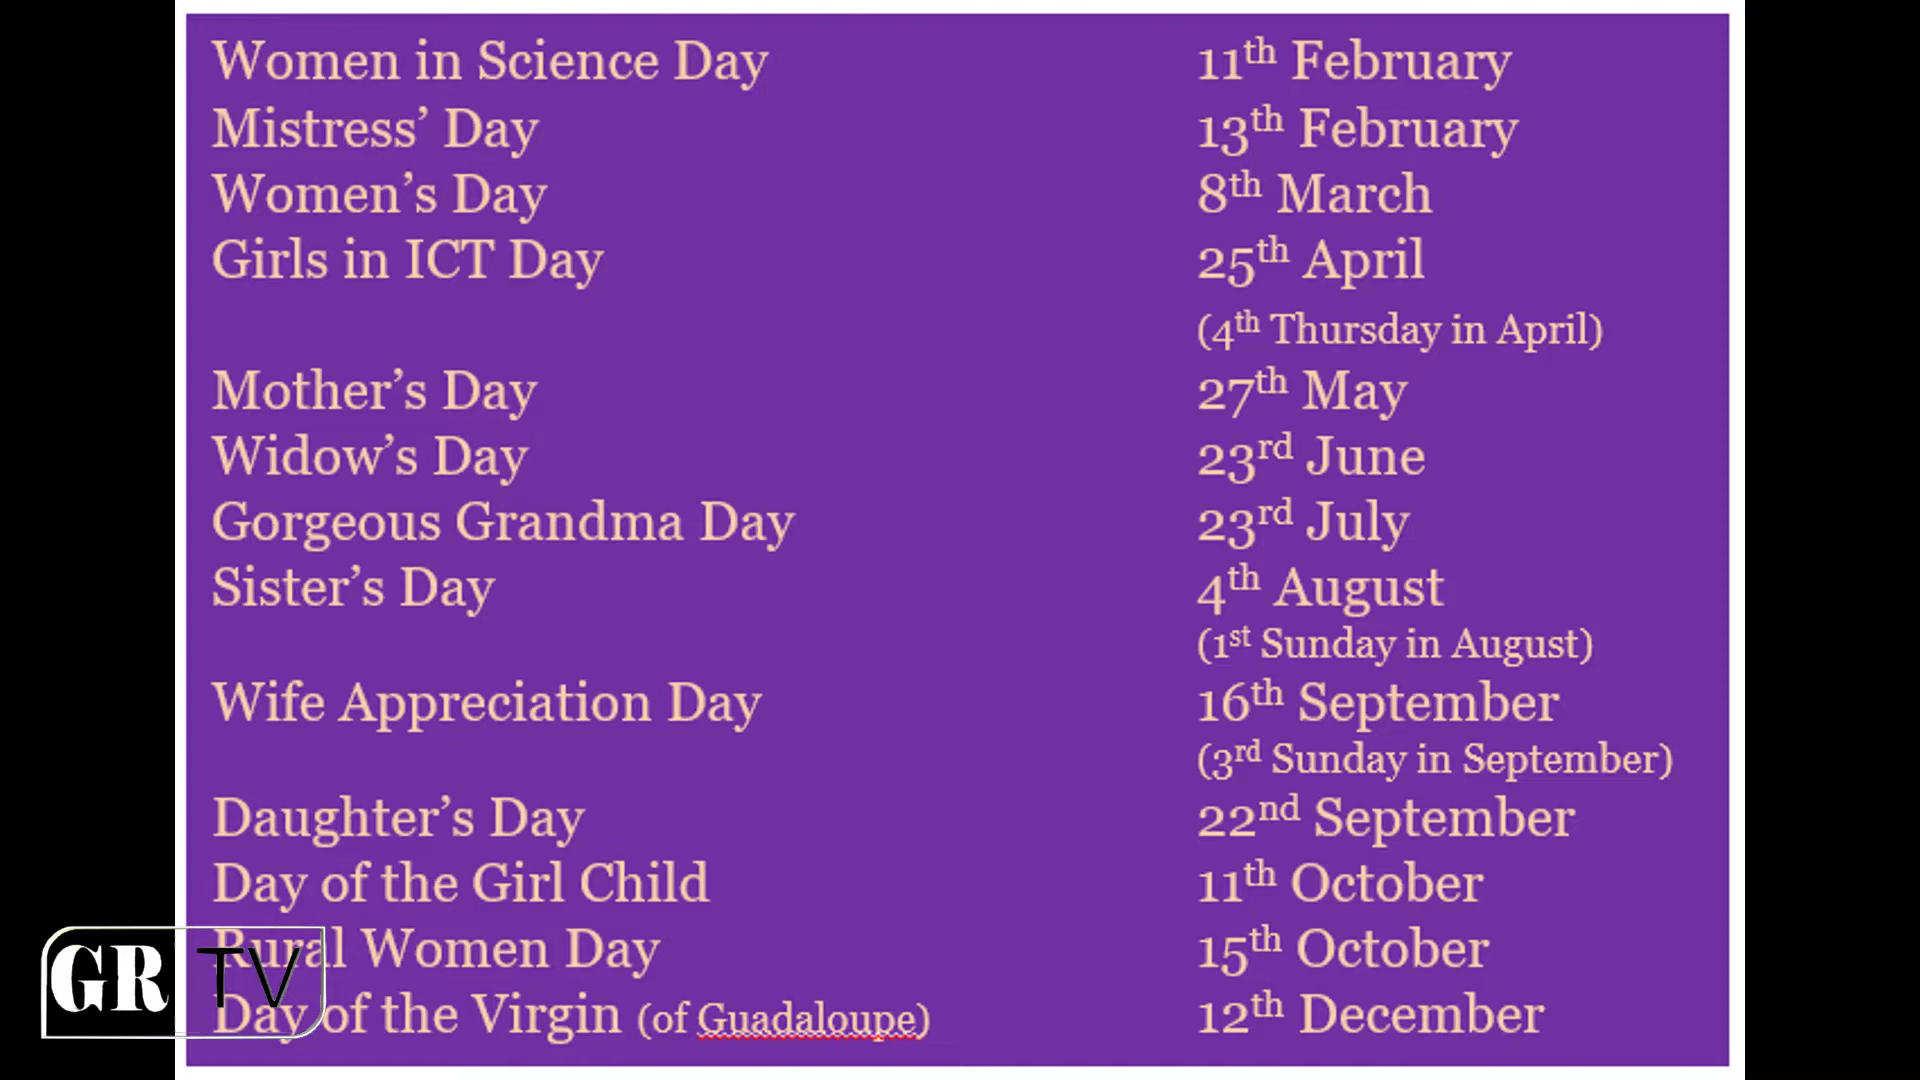 Women in Science Day 11th February
Mistress’ Day 13th February
Women’s Day 8th March
Girls in ICT Day 25th April
(4th Thursday in April)
Mother’s Day 27th May
Widow’s Day 23rd June
Gorgeous Grandma Day 23rd July
Sister’s Day 4th August
(1st Sunday in August)
Wife Appreciation Day 16th September
(3rd Sunday in September)
Daughter’s Day 22nd September
Day of the Girl Child 11th October
Rural Women Day 15th October
Day of the Virgin (of Guadaloupe) 12th December
GR TV